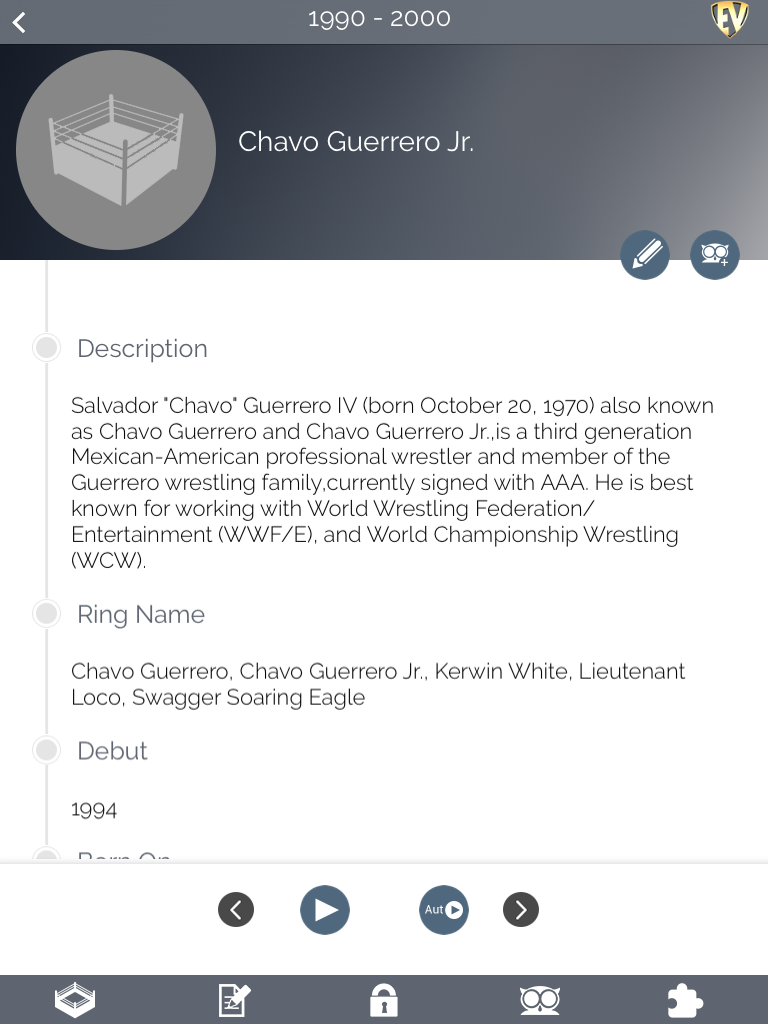 1990 - 2000
EV
Chavo Guerrero Jr.
Description
Salvador "Chavo" Guerrero IV (born October 20, 1970) also known
as Chavo Guerrero and Chavo Guerrero Jr.,is a third generation
Mexican-American professional wrestler and member of the
Guerrero wrestling family,currently signed with AAA. He is best
known for working with World Wrestling Federation/
Entertainment (WWF/E), and World Championship Wrestling
(WCW).
Ring Name
Chavo Guerrero, Chavo Guerrero Jr., Kerwin White, Lieutenant
Loco, Swagger Soaring Eagle
Debut
1994
Born On
Aut